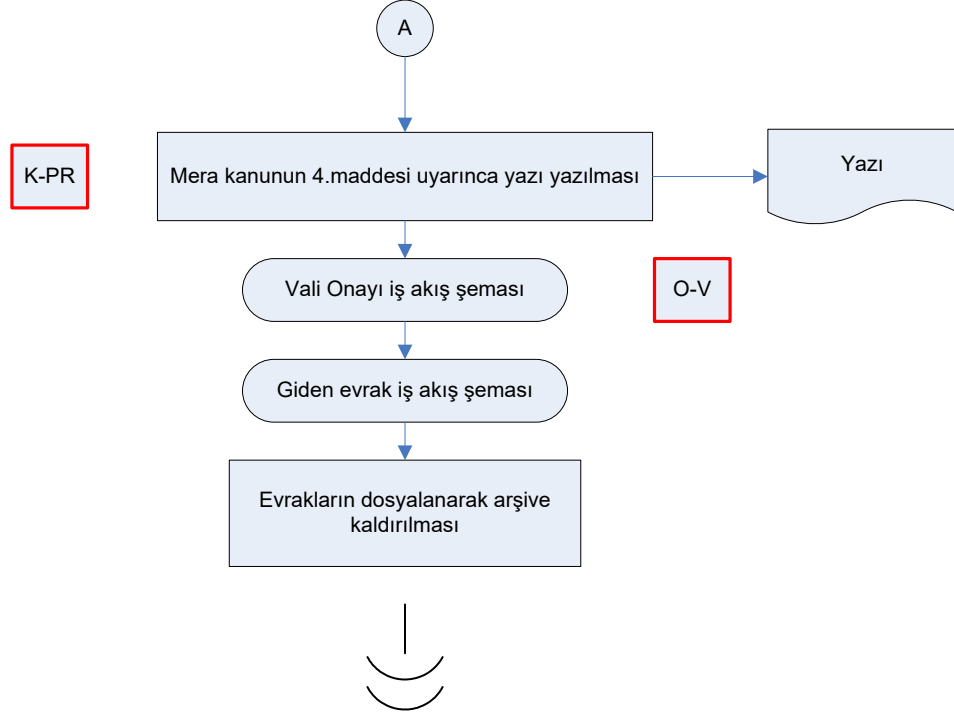 A
K-PR
Mera kanunun 4.maddesi uyarınca yazı yazılması
Yazı
Vali Onayı iş akış şeması
O-V
Giden evrak iş akış şeması
Evrakların dosyalanarak arşive
kaldırılması